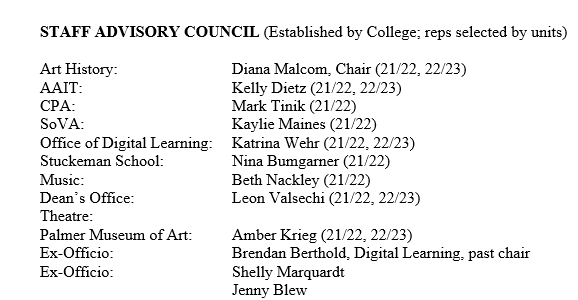 STAFF ADVISORY COUNCIL (Established by College; reps selected by units)
Art History: Diana Malcom, Chair (21/22, 22/23)
AAIT: Kelly Dietz (21/22, 22/23)
CPA: Mark Tinik (21/22)
SoVA: Kaylie Maines (21/22)
Office of Digital Learning: Katrina Wehr (21/22, 22/23)
Stuckeman School: Nina Bumgarner (21/22)
Music: Beth Nackley (21/22)
Dean's Office: Leon Valsechi (21/22, 22/23)
Theatre:
Palmer Museum of Art: Amber Krieg (21/22, 22/23)
Ex-Officio: Brendan Berthold, Digital Learning, past chair
Ex-Officio: Shelly Marquardt
Jenny Blew